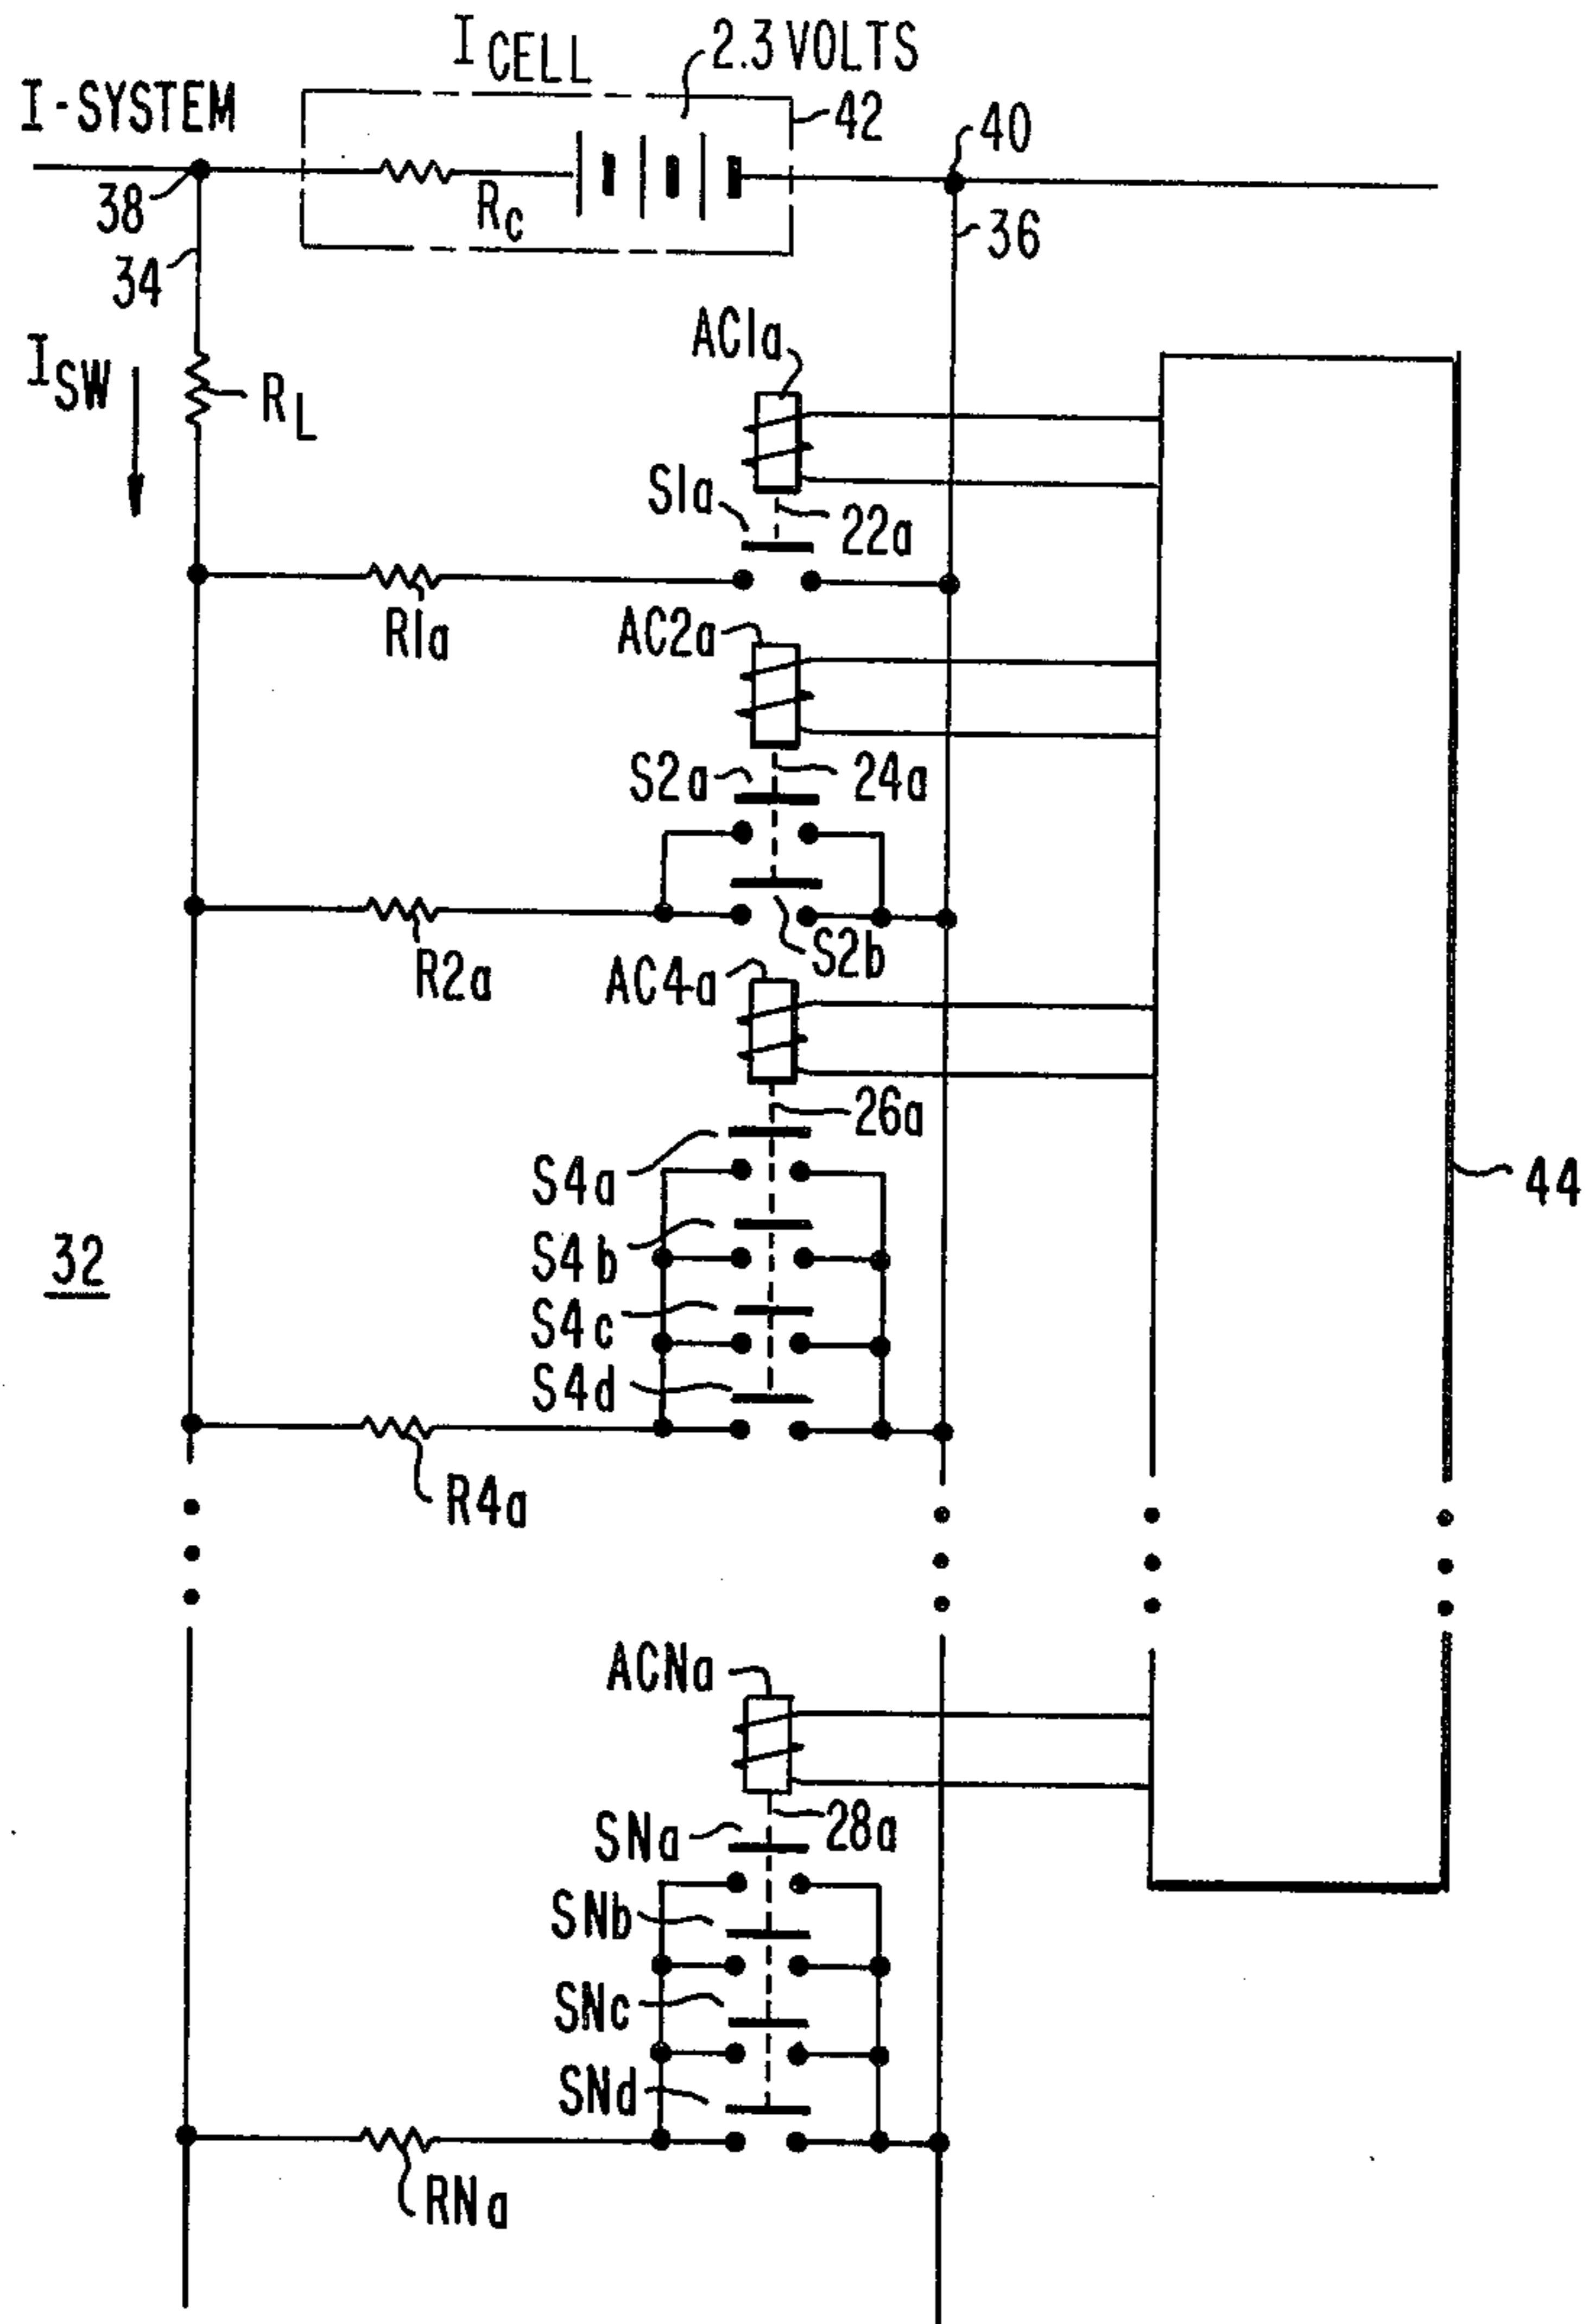 I CELL
2.3 VOLTS
I-SYSTEM
42
40
38
RC
36
34
AC1a
ISW
RL
S1a
22a
R1a
AC2a
S2a
24a
S2b
R2a
AC4a
26a
S4a
44
S4b
32
S4c
S4d
R4a
ACNa
SNa
28a
SNb
SNc
SNd
RNa